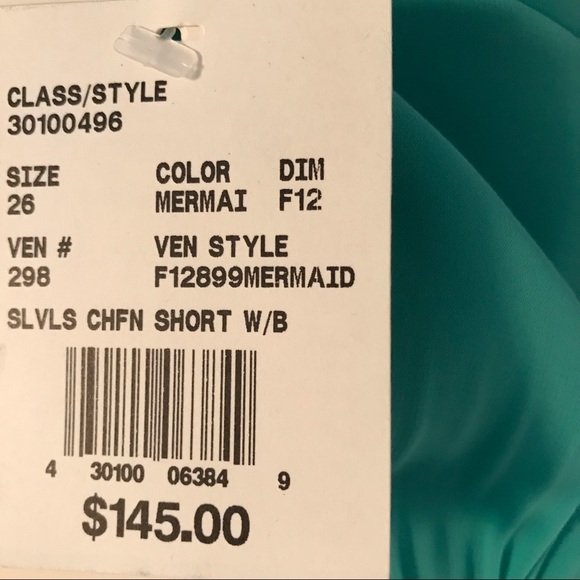 CLASS/STYLE
30100496
SIZE COLOR DIM
26 MERMAI F12
VEN # VEN STYLE
298 F12899MERMAID
SLVLS CHFN SHORT W/B
4 30100 06384 9
$145.00